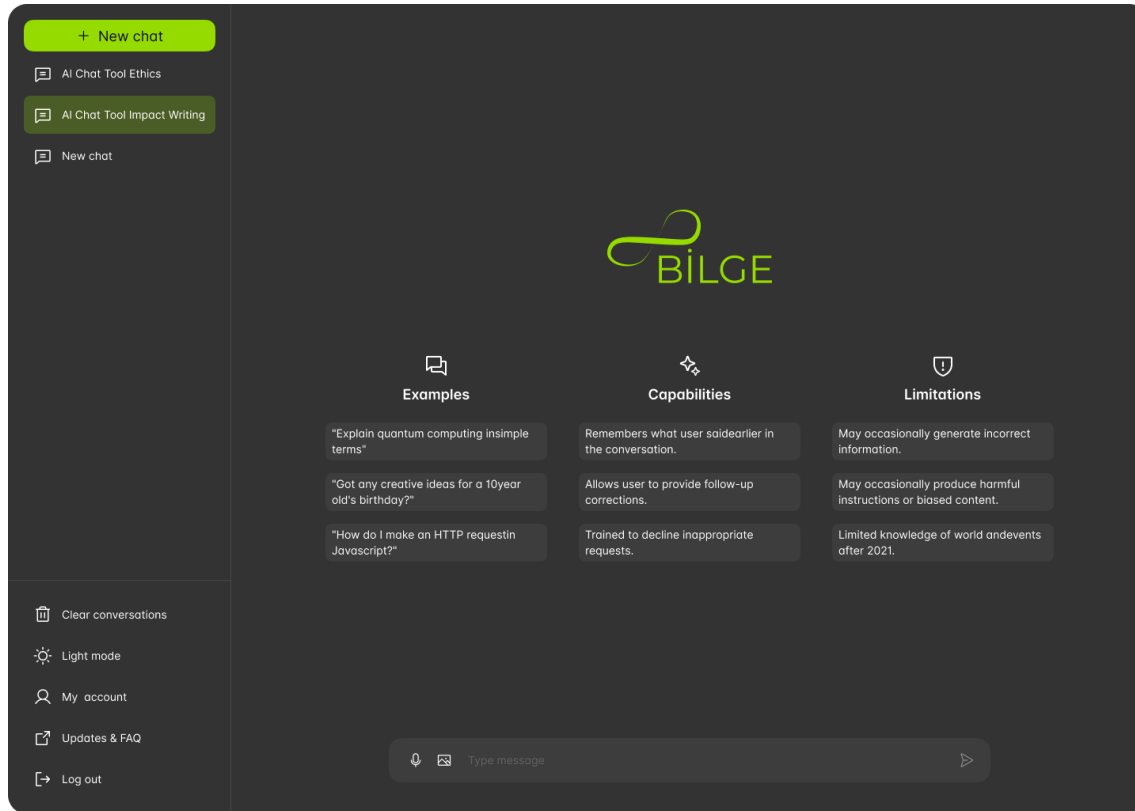 + New chat
AI Chat Tool Ethics
AI Chat Tool Impact Writing
New chat
Clear conversations
Light mode
My account
Updates & FAQ
Log out
BİLGE
Examples
"Explain quantum computing insimple
terms"
"Got any creative ideas for a 10year
old's birthday?"
"How do I make an HTTP requestin
Javascript?"
Capabilities
Remembers what user saidearlier in
the conversation.
Allows user to provide follow-up
corrections.
Trained to decline inappropriate
requests.
Limitations
May occasionally generate incorrect
information.
May occasionally produce harmful
instructions or biased content.
Limited knowledge of world andevents
after 2021.
Type message